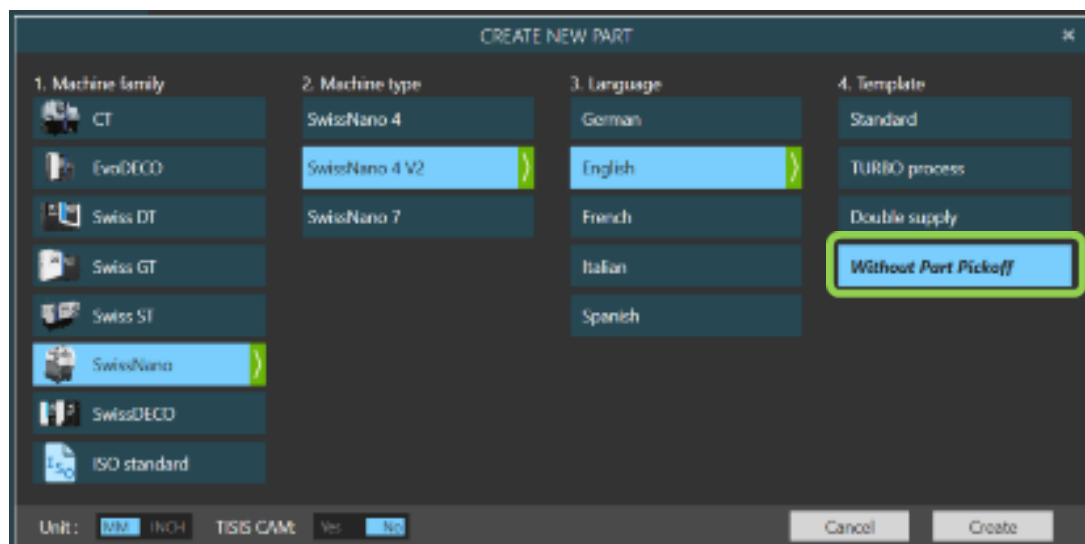 CREATE NEW PART
1. Machine family
CT
EvoDECO
Swiss DT
Swiss GT
Swiss ST
SwissNano
SwissDECO
ISO
ISO standard
2. Machine type
SwissNano 4
SwissNano 4 V2
SwissNano 7
3. Language
German
English
French
Italian
Spanish
4. Template
Standard
TURBO process
Double supply
Without Part Pickoff
Unit : MM INCH TISIS CAM: Yes No
Cancel Create